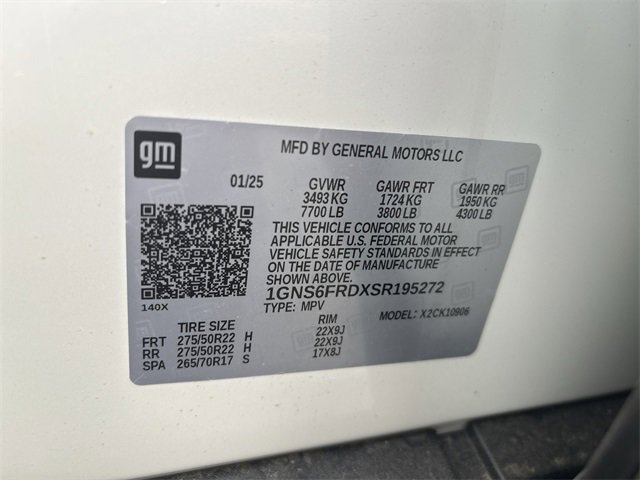 gm
MFD BY GENERAL MOTORS LLC
01/25 GVWR GAWR FRT GAWR RR
3493 KG 1724 KG 1950 KG
7700 LB 3800 LB 4300 LB
THIS VEHICLE CONFORMS TO ALL
APPLICABLE U.S. FEDERAL MOTOR
VEHICLE SAFETY STANDARDS IN EFFECT
ON THE DATE OF MANUFACTURE
SHOWN ABOVE.
1GNS6FRDXSR195272
140X TYPE: MPV MODEL: X2CK10906
TIRE SIZE RIM
FRT 275/50R22 H 22X9J
RR 275/50R22 H 22X9J
SPA 265/70R17 S 17X8J